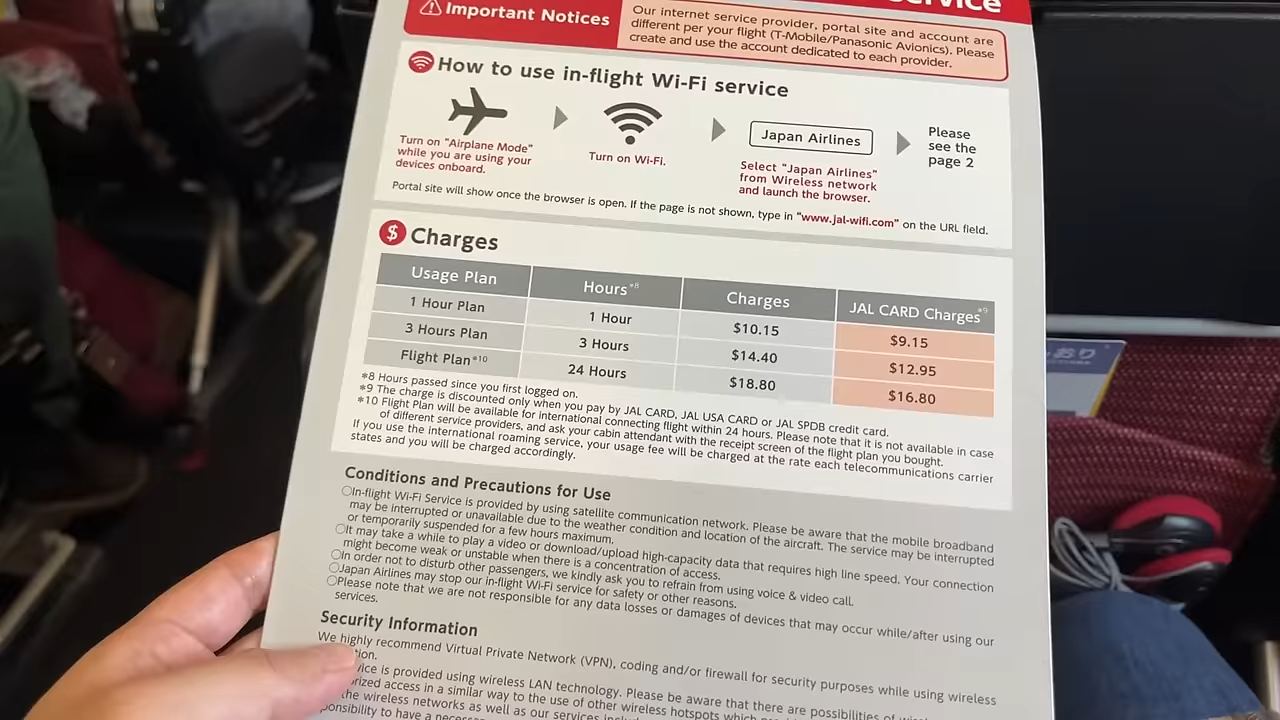 ervice
Important Notices
Our internet service provider, portal site and account are
different per your flight (T-Mobile/Panasonic Avionics). Please
create and use the account dedicated to each provider.
How to use in-flight Wi-Fi service
Turn on "Airplane Mode"
while you are using your
devices onboard.
Turn on Wi-Fi.
Japan Airlines
Select "Japan Airlines"
from Wireless network
and launch the browser.
Please
see the
page 2
Portal site will show once the browser is open. If the page is not shown, type in "www.jal-wifi.com" on the URL field.
$ Charges
Usage Plan Hours*8 Charges JAL CARD Charges*9
1 Hour Plan 1 Hour $10.15 $9.15
3 Hours Plan 3 Hours $14.40 $12.95
Flight Plan*10 24 Hours $18.80 $16.80
*8 Hours passed since you first logged on.
*9 The charge is discounted only when you pay by JAL CARD, JAL USA CARD or JAL SPDB credit card.
*10 Flight Plan will be available for international connecting flight within 24 hours. Please note that it is not available in case
of different service providers, and ask your cabin attendant with the receipt screen of the flight plan you bought.
If you use the international roaming service, your usage fee will be charged at the rate each telecommunications carrier
states and you will be charged accordingly.
Conditions and Precautions for Use
○In-flight Wi-Fi Service is provided by using satellite communication network. Please be aware that the mobile broadband
may be interrupted or unavailable due to the weather condition and location of the aircraft. The service may be interrupted
or temporarily suspended for a few hours maximum.
○It may take a while to play a video or download/upload high-capacity data that requires high line speed. Your connection
might become weak or unstable when there is a concentration of access.
○In order not to disturb other passengers, we kindly ask you to refrain from using voice & video call.
○Japan Airlines may stop our in-flight Wi-Fi service for safety or other reasons.
○Please note that we are not responsible for any data losses or damages of devices that may occur while/after using our
services.
Security Information
We highly recommend Virtual Private Network (VPN), coding and/or firewall for security purposes while using wireless
tion.
vice is provided using wireless LAN technology. Please be aware that there are possibilities of
rized access in a similar way to the use of other wireless hotspots which
the wireless networks as well as our services
ponsibility to have a
おり